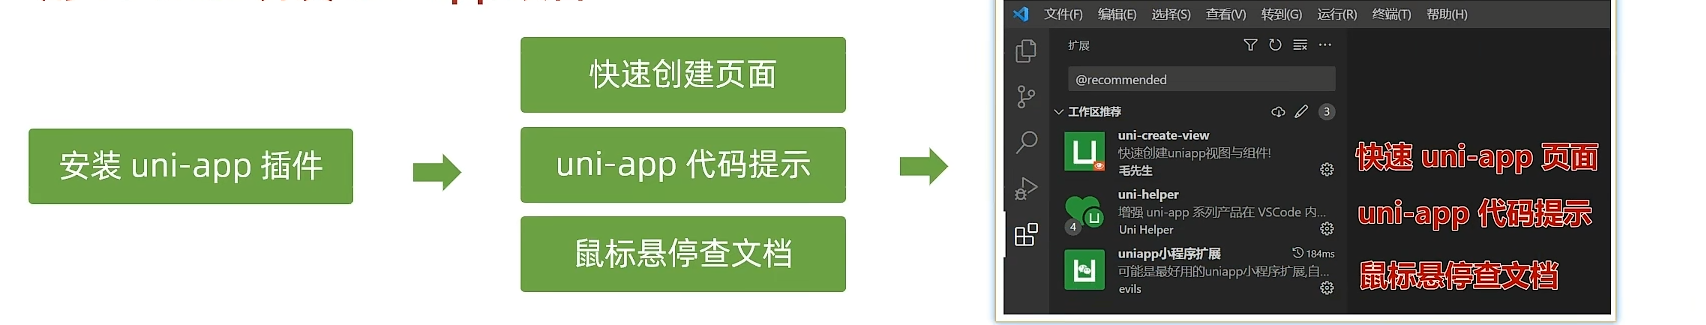 安装 uni-app 插件
快速创建页面
uni-app 代码提示
鼠标悬停查文档
文件(F) 编辑(E) 选择(S) 查看(V) 转到(G) 运行(R) 终端(T) 帮助(H)
扩展
@recommended
工作区推荐 3
uni-create-view
快速创建uniapp视图与组件!
毛先生
uni-helper
增强 uni-app 系列产品在 VSCode 内...
4 Uni Helper
uniapp小程序扩展 184ms
可能是最好用的uniapp小程序扩展,自...
evils
快速 uni-app 页面
uni-app 代码提示
鼠标悬停查文档